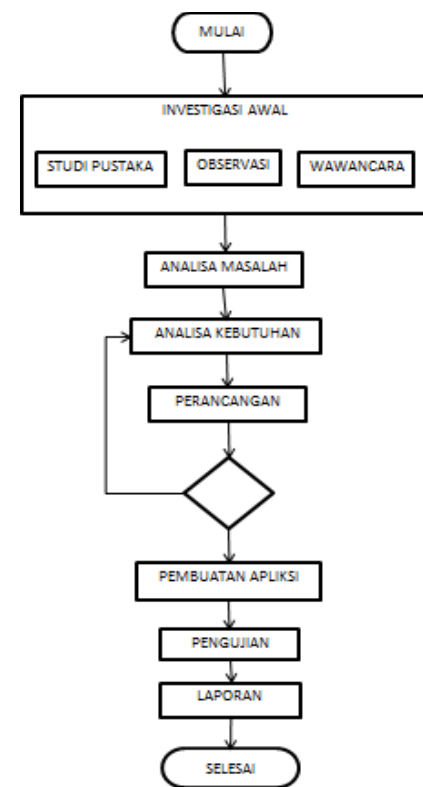 MULAI
INVESTIGASI AWAL
STUDI PUSTAKA
OBSERVASI
WAWANCARA
ANALISA MASALAH
ANALISA KEBUTUHAN
PERANCANGAN
PEMBUATAN APLIKSI
PENGUJIAN
LAPORAN
SELESAI